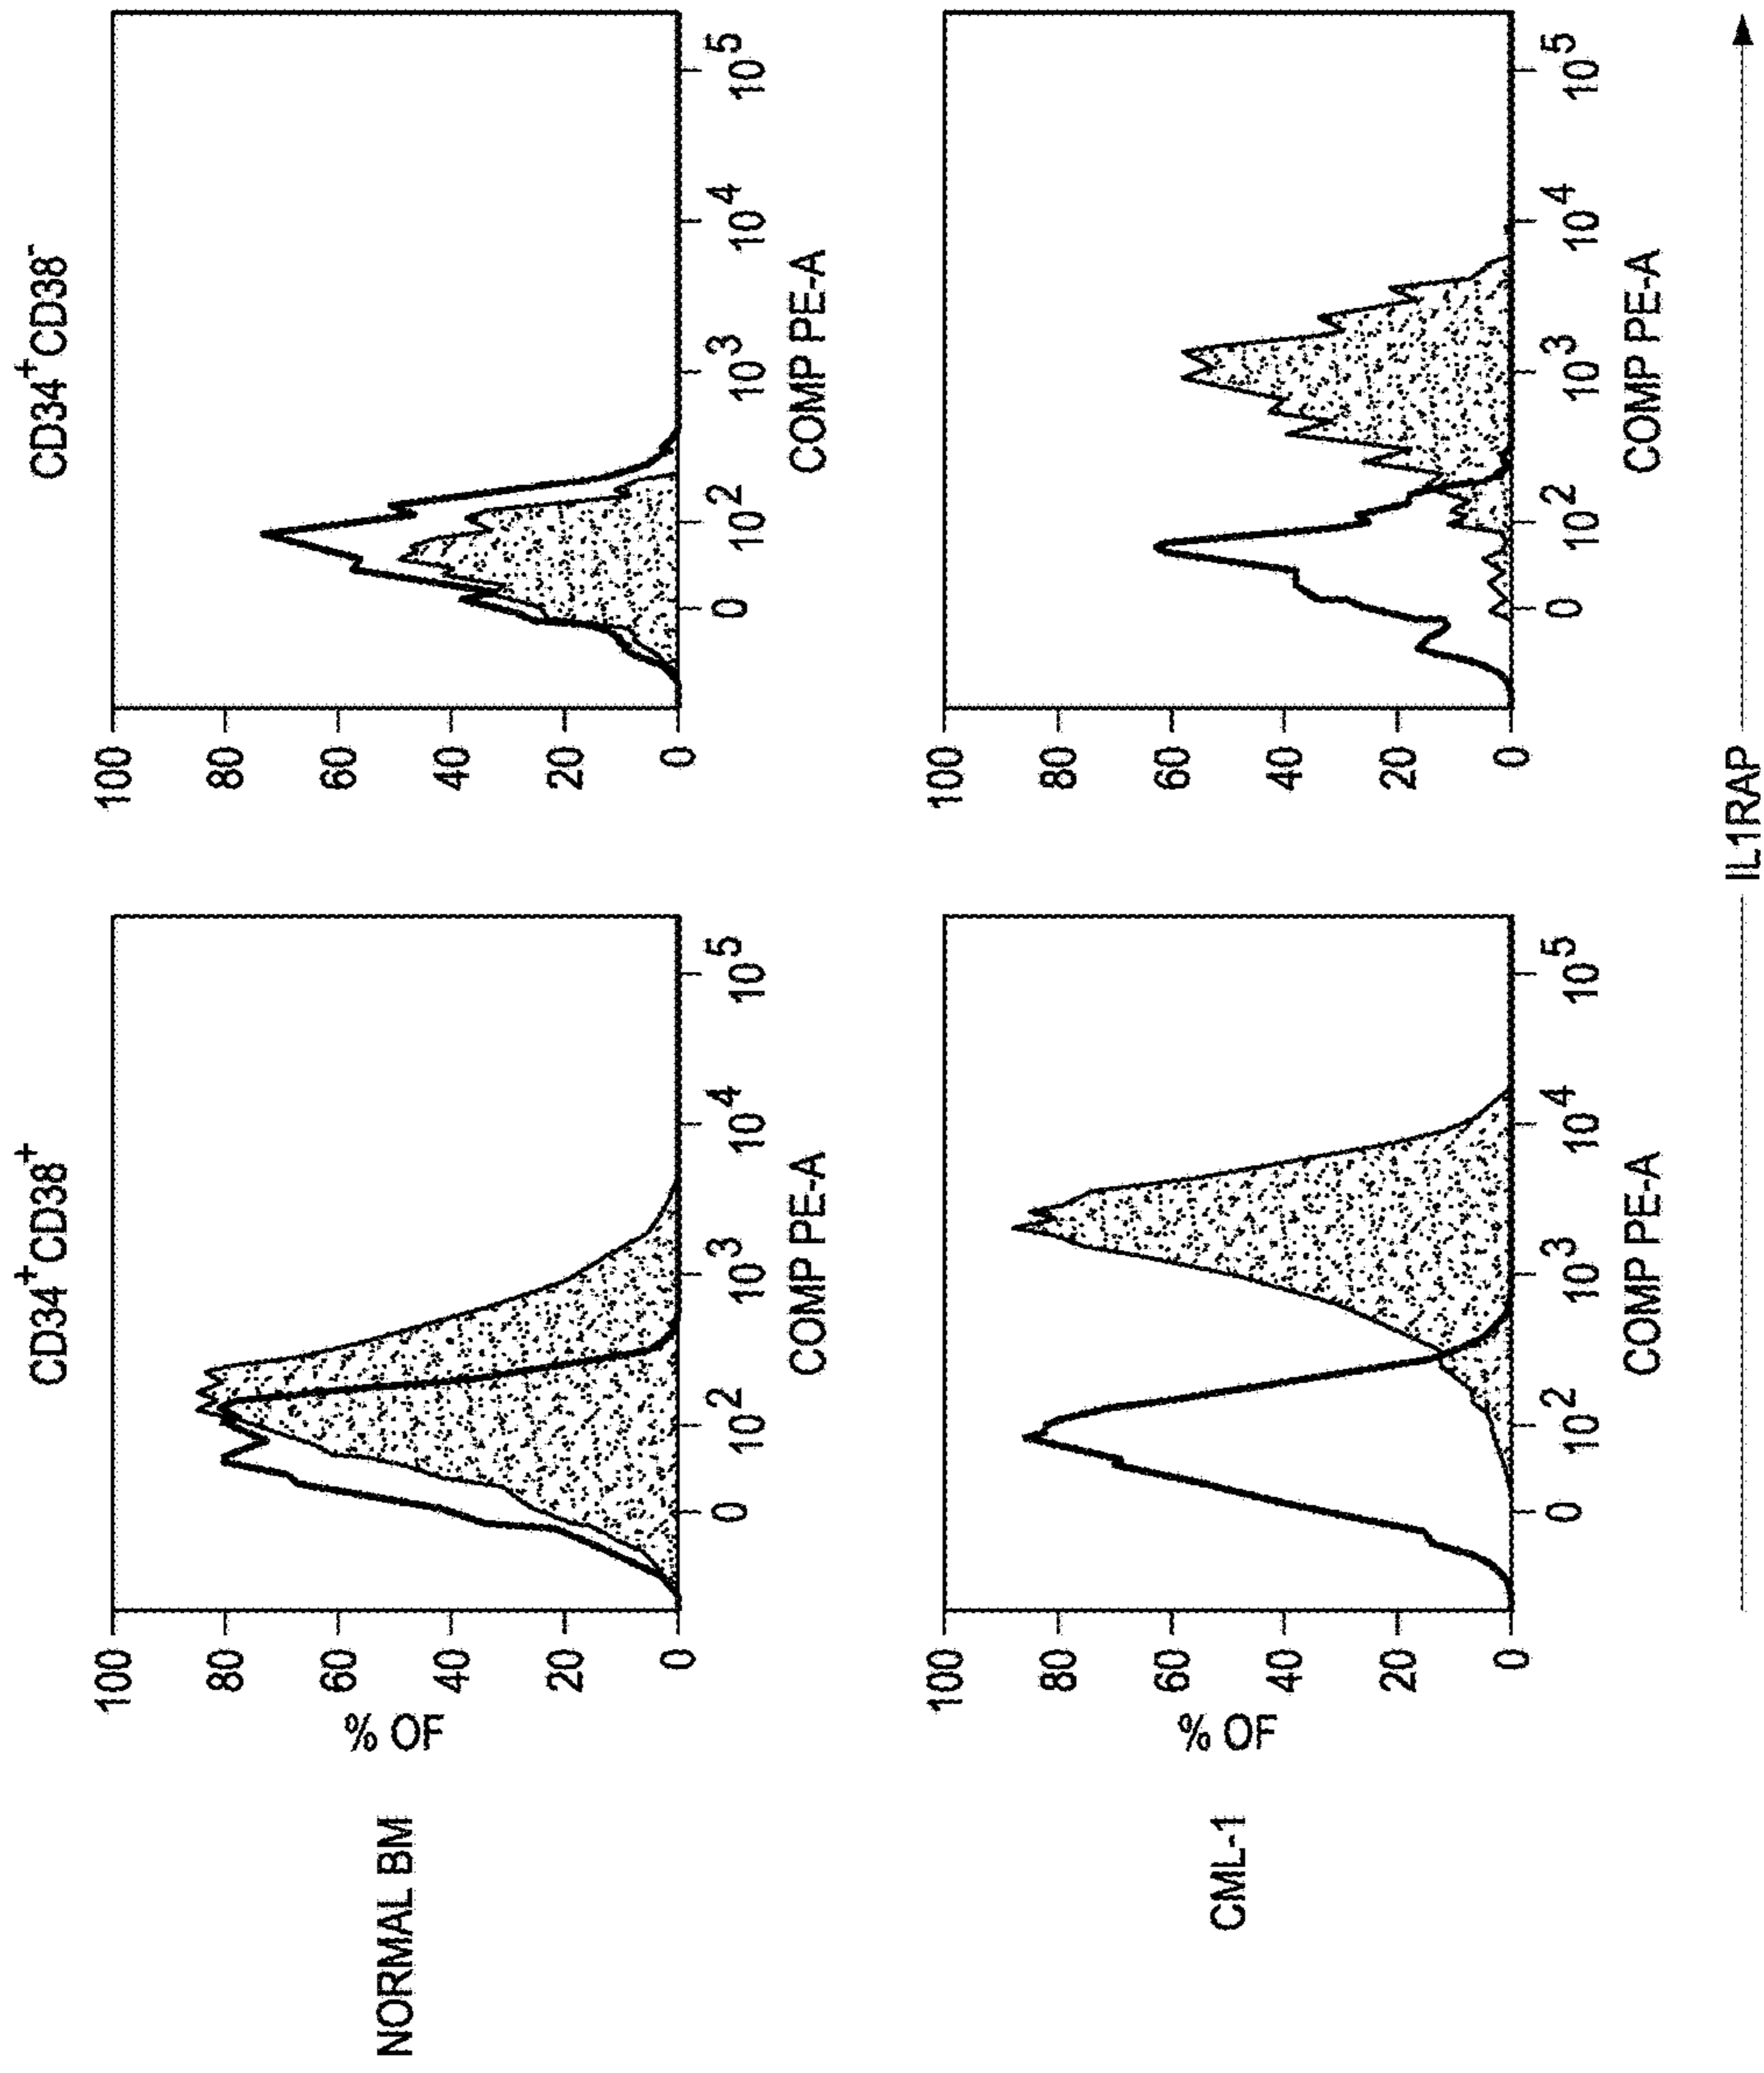 CD34⁺CD38⁺
CD34⁺CD38⁻
NORMAL BM
% OF
100
80
60
40
20
0
0 10² 10³ 10⁴ 10⁵
COMP PE-A
100
80
60
40
20
0
0 10² 10³ 10⁴ 10⁵
COMP PE-A
CML-1
% OF
100
80
60
40
20
0
0 10² 10³ 10⁴ 10⁵
COMP PE-A
100
80
60
40
20
0
0 10² 10³ 10⁴ 10⁵
COMP PE-A
IL1RAP